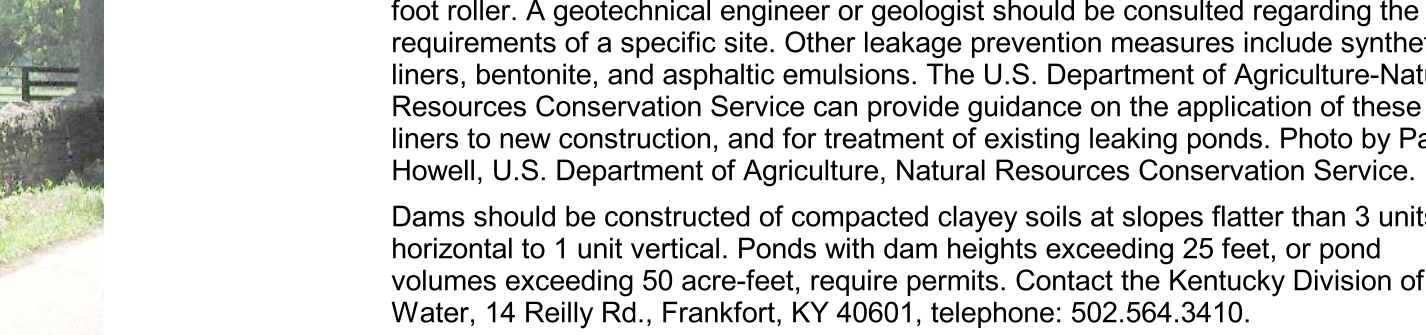 foot roller. A geotechnical engineer or geologist should be consulted regarding the
requirements of a specific site. Other leakage prevention measures include
liners, bentonite, and asphaltic emulsions. The U.S. Department of
Resources Conservation Service can provide guidance on the application of these
liners to new construction, and for treatment of existing leaking ponds. Photo by
Howell, U.S. Department of Agriculture, Natural Resources Conservation Service.
Dams should be constructed of compacted clayey soils at slopes flatter than 3
horizontal to 1 unit vertical. Ponds with dam heights exceeding 25 feet, or pond
volumes exceeding 50 acre-feet, require permits. Contact the Kentucky Division of
Water, 14 Reilly Rd., Frankfort, KY 40601, telephone: 502.564.3410.